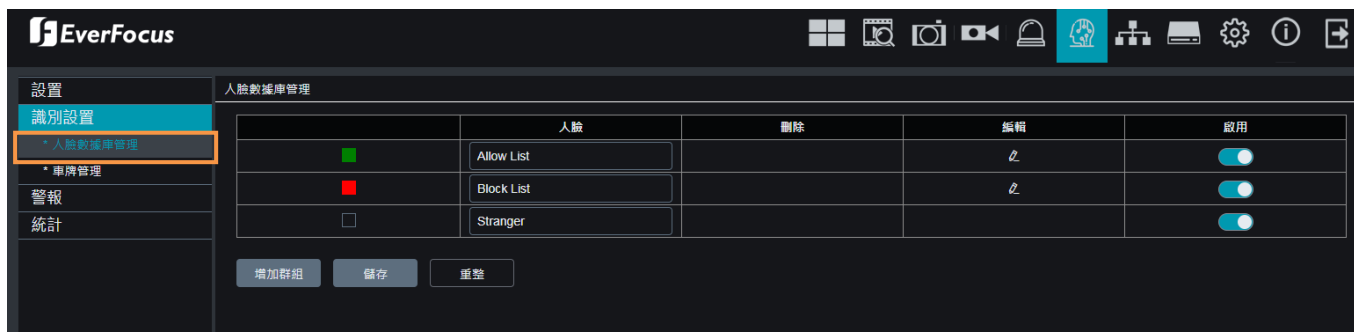 EverFocus
設置
識別設置
* 人臉數據庫管理
* 車牌管理
警報
統計
人臉數據庫管理
人臉 刪除 編輯 啟用
Allow List
Block List
Stranger
增加群組 儲存 重整